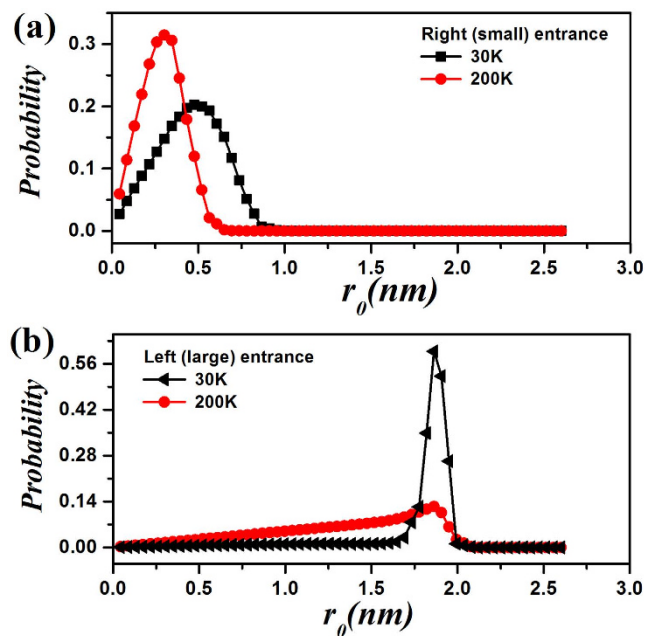 (a)
Right (small) entrance
30K
200K
Probability
0.3
0.2
0.1
0.0
0.0 0.5 1.0 1.5 2.0 2.5 3.0
r0(nm)
(b)
Left (large) entrance
30K
200K
Probability
0.56
0.42
0.28
0.14
0.00
0.0 0.5 1.0 1.5 2.0 2.5 3.0
r0(nm)